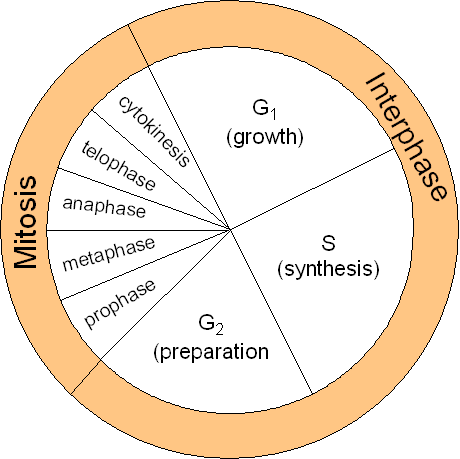 Interphase
G1
(growth)
S
(synthesis)
G2
(preparation
Mitosis
prophase
metaphase
anaphase
telophase
cytokinesis